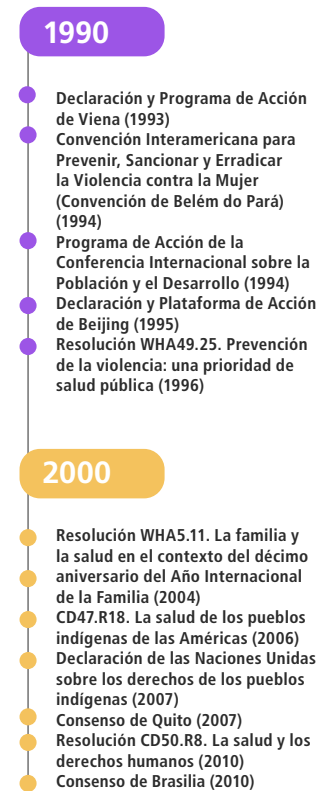 1990
Declaración y Programa de Acción
de Viena (1993)
Convención Interamericana para
Prevenir, Sancionar y Erradicar
la Violencia contra la Mujer
(Convención de Belém do Pará)
(1994)
Programa de Acción de la
Conferencia Internacional sobre la
Población y el Desarrollo (1994)
Declaración y Plataforma de Acción
de Beijing (1995)
Resolución WHA49.25. Prevención
de la violencia: una prioridad de
salud pública (1996)
2000
Resolución WHA5.11. La familia y
la salud en el contexto del décimo
aniversario del Año Internacional
de la Familia (2004)
CD47.R18. La salud de los pueblos
indígenas de las Américas (2006)
Declaración de las Naciones Unidas
sobre los derechos de los pueblos
indígenas (2007)
Consenso de Quito (2007)
Resolución CD50.R8. La salud y los
derechos humanos (2010)
Consenso de Brasilia (2010)